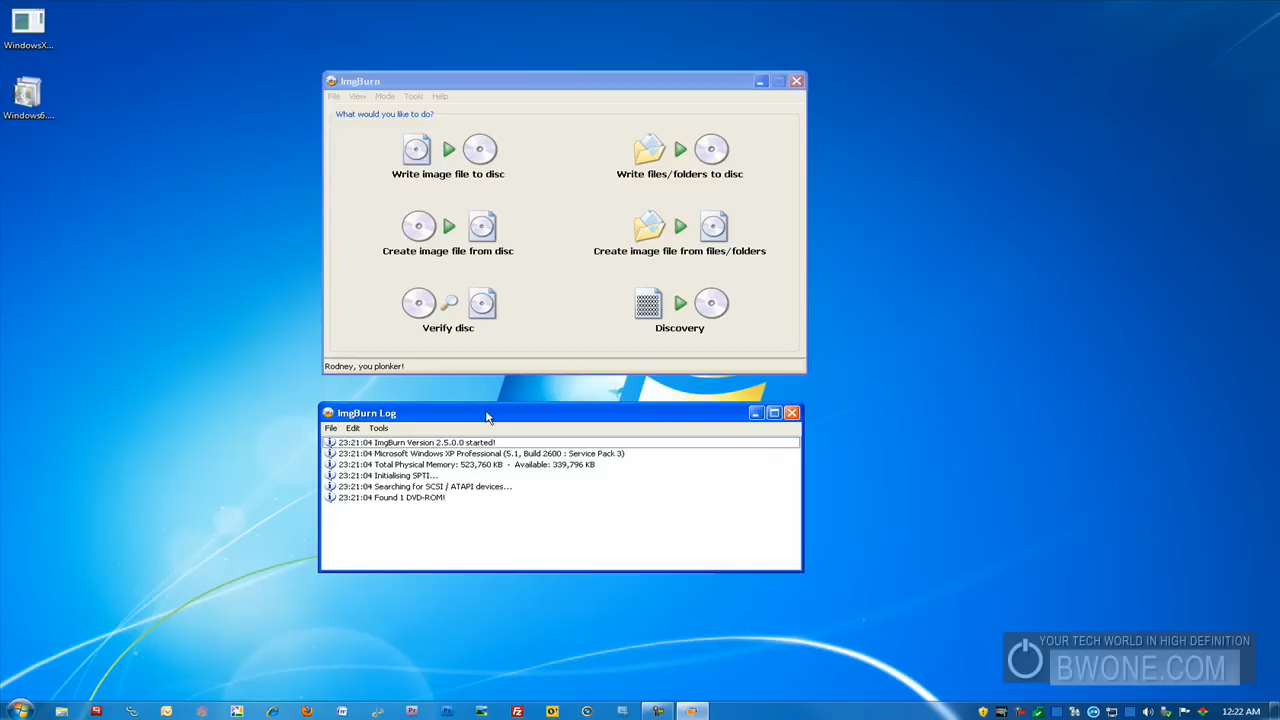 WindowsX...
Windows6....
ImgBurn
File View Mode Tools Help
What would you like to do?
Write image file to disc
Write files/folders to disc
Create image file from disc
Create image file from files/folders
Verify disc
Discovery
Rodney, you plonker!
ImgBurn Log
File Edit Tools
23:21:04 ImgBurn Version 2.5.0.0 started!
23:21:04 Microsoft Windows XP Professional (5.1, Build 2600 : Service Pack 3)
23:21:04 Total Physical Memory: 523,760 KB - Available: 339,796 KB
23:21:04 Initialising SPTI...
23:21:04 Searching for SCSI / ATAPI devices...
23:21:04 Found 1 DVD-ROM!
YOUR TECH WORLD IN HIGH DEFINITION
BWONE.COM
12:22 AM